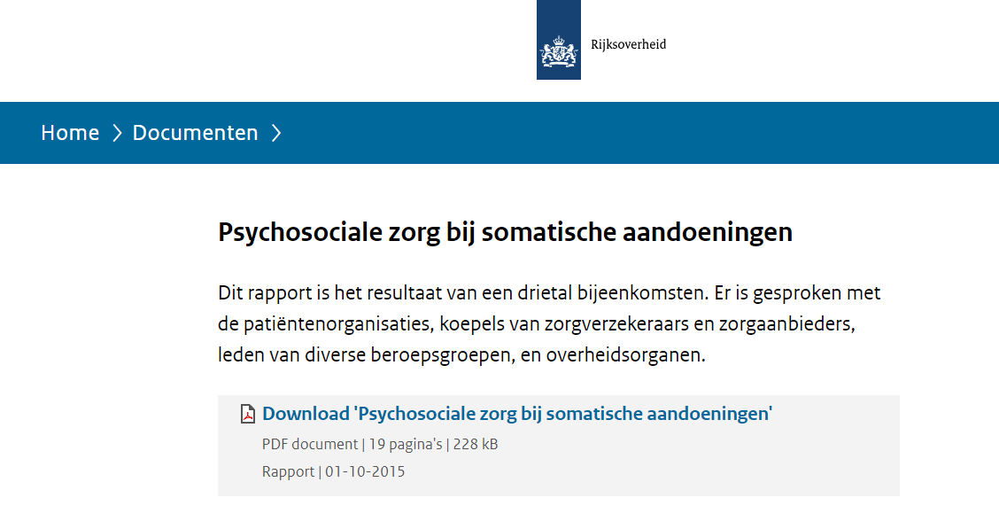 Rijksoverheid
Home > Documenten >
Psychosociale zorg bij somatische aandoeningen
Dit rapport is het resultaat van een drietal bijeenkomsten. Er is gesproken met
de patiëntenorganisaties, koepels van zorgverzekeraars en zorgaanbieders,
leden van diverse beroepsgroepen, en overheidsorganen.
Download 'Psychosociale zorg bij somatische aandoeningen'
PDF document | 19 pagina's | 228 kB
Rapport | 01-10-2015